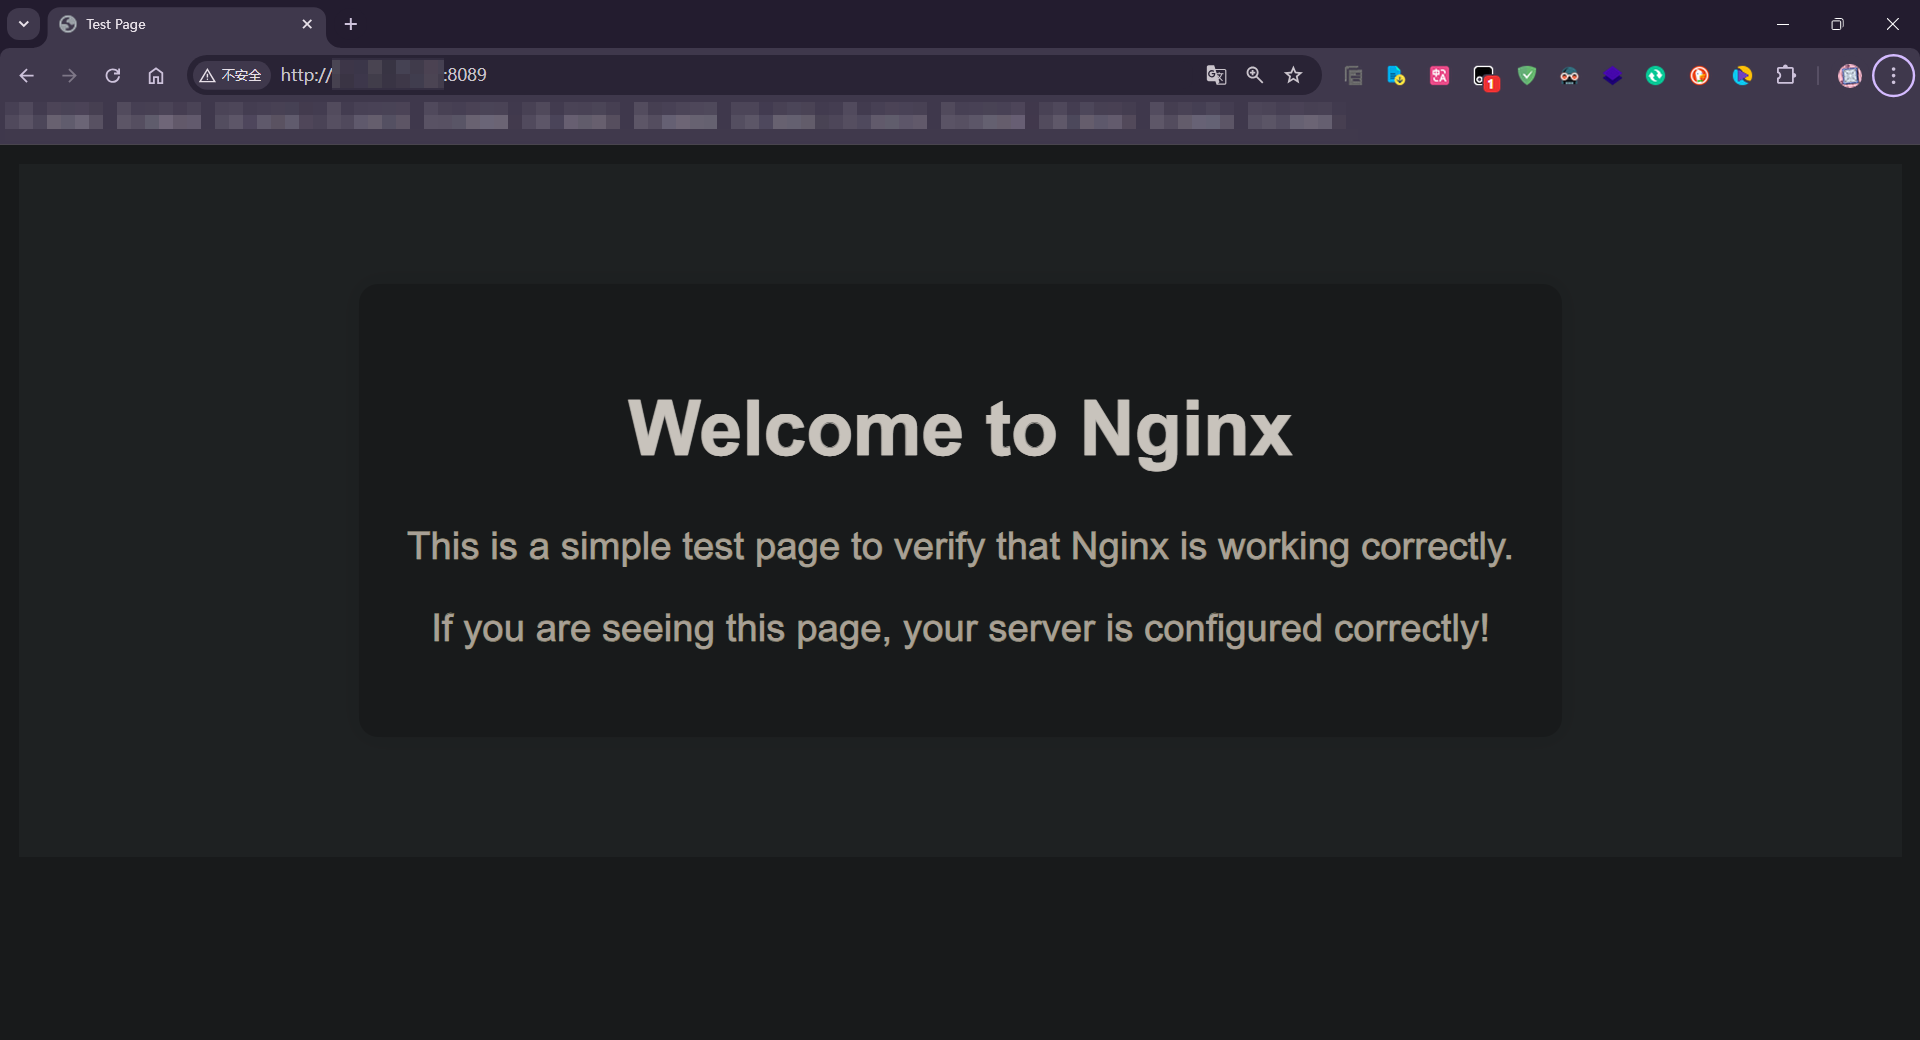 Test Page
不安全
http://
:8089
1
Welcome to Nginx
This is a simple test page to verify that Nginx is working correctly.
If you are seeing this page, your server is configured correctly!